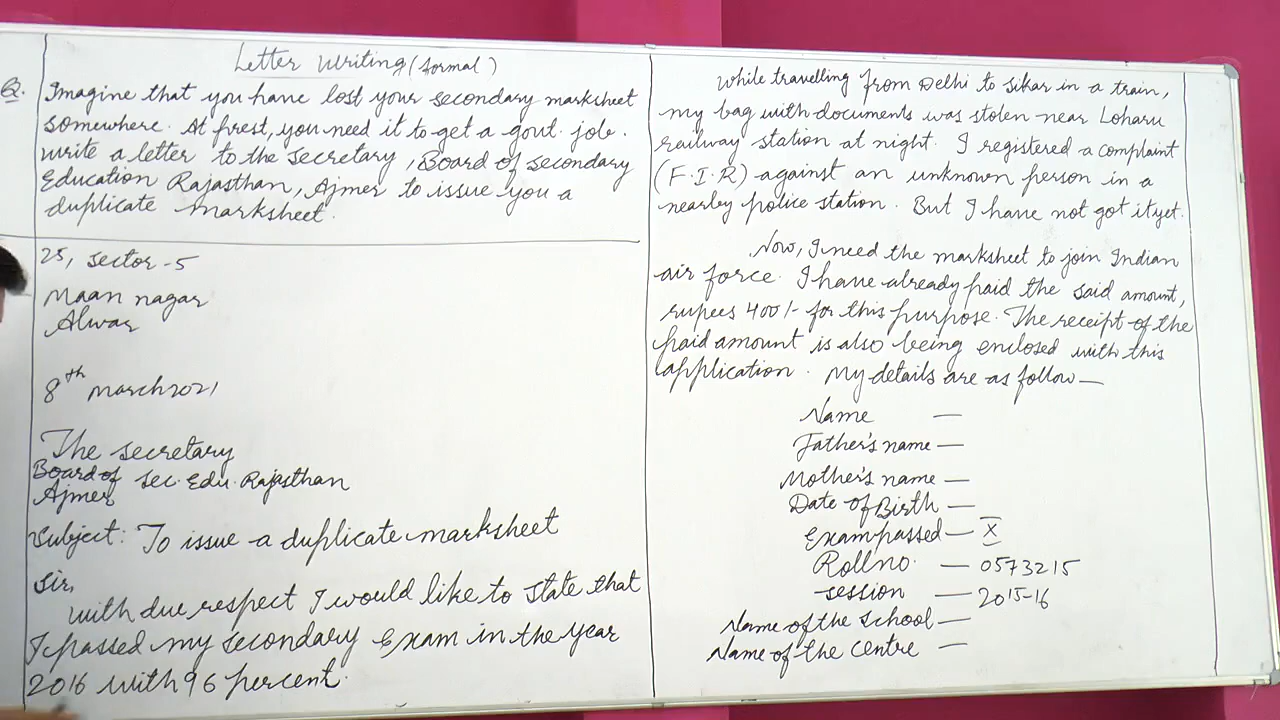 Letter Writing (formal)
Q. Imagine that you have lost your secondary marksheet
somewhere. At frest, you need it to get a govt. job.
write a letter to the secretary, Board of secondary
Education Rajasthan, Ajmer to issue you a
duplicate marksheet.
25, sector-5
Maan nagar
Alwar
8th march 2021
The secretary
Board of sec. Edu. Rajasthan
Ajmer
Subject: To issue a duplicate marksheet
Sir,
with due respect I would like to state that
I passed my secondary Exam in the year
2016 with 96 percent.
While travelling from Delhi to Sikar in a train,
my bag with documents was stolen near Loharu
railway station at night. I registered a complaint
(F.I.R) against an unknown person in a
nearby police station. But I have not got it yet.
Now, I need the marksheet to join Indian
air force. I have already paid the said amount,
rupees 400/- for this purpose. The receipt of the
paid amount is also being enclosed with this
application. My details are as follow—
Name —
Father's name —
Mother's name —
Date of Birth —
Exam passed — X
Roll no. — 0573215
session — 2015-16
Name of the school —
Name of the centre —